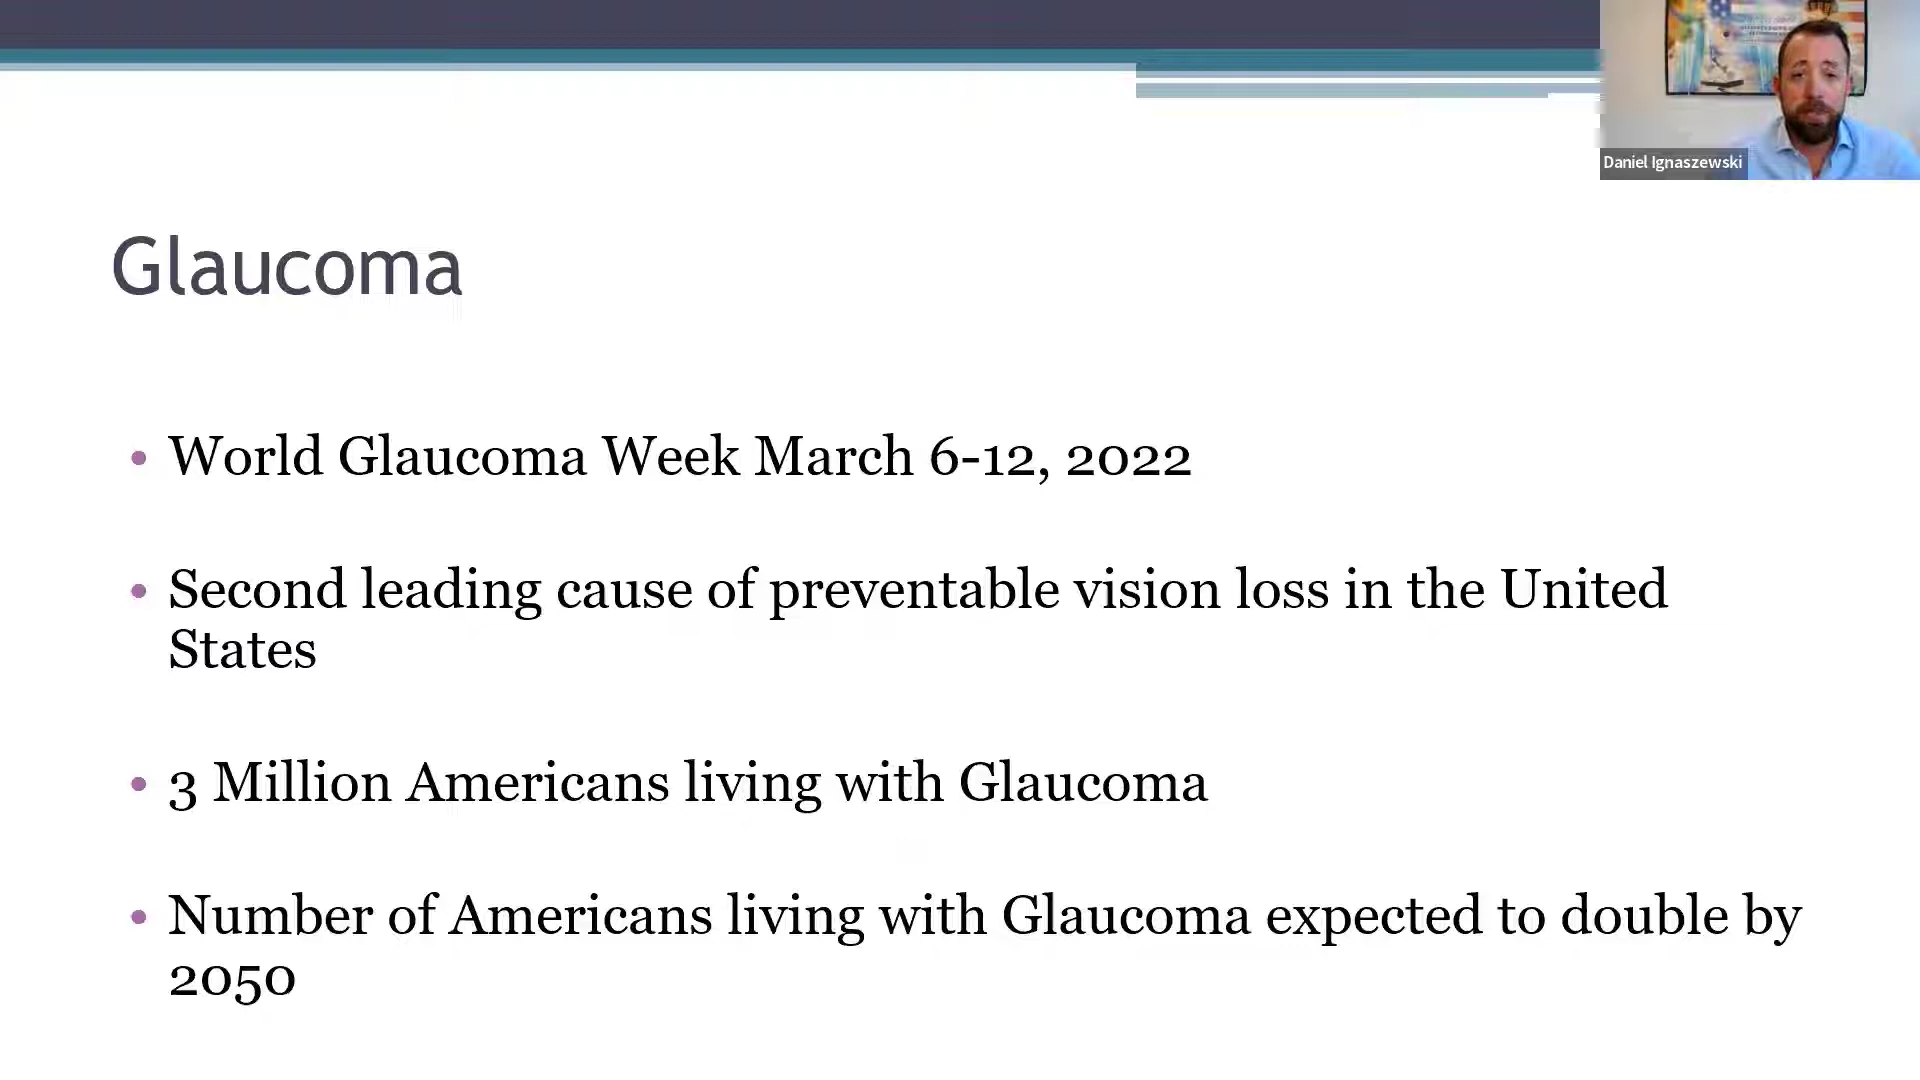 Daniel Ignaszewski
Glaucoma
• World Glaucoma Week March 6-12, 2022
• Second leading cause of preventable vision loss in the United
States
• 3 Million Americans living with Glaucoma
• Number of Americans living with Glaucoma expected to double by
2050